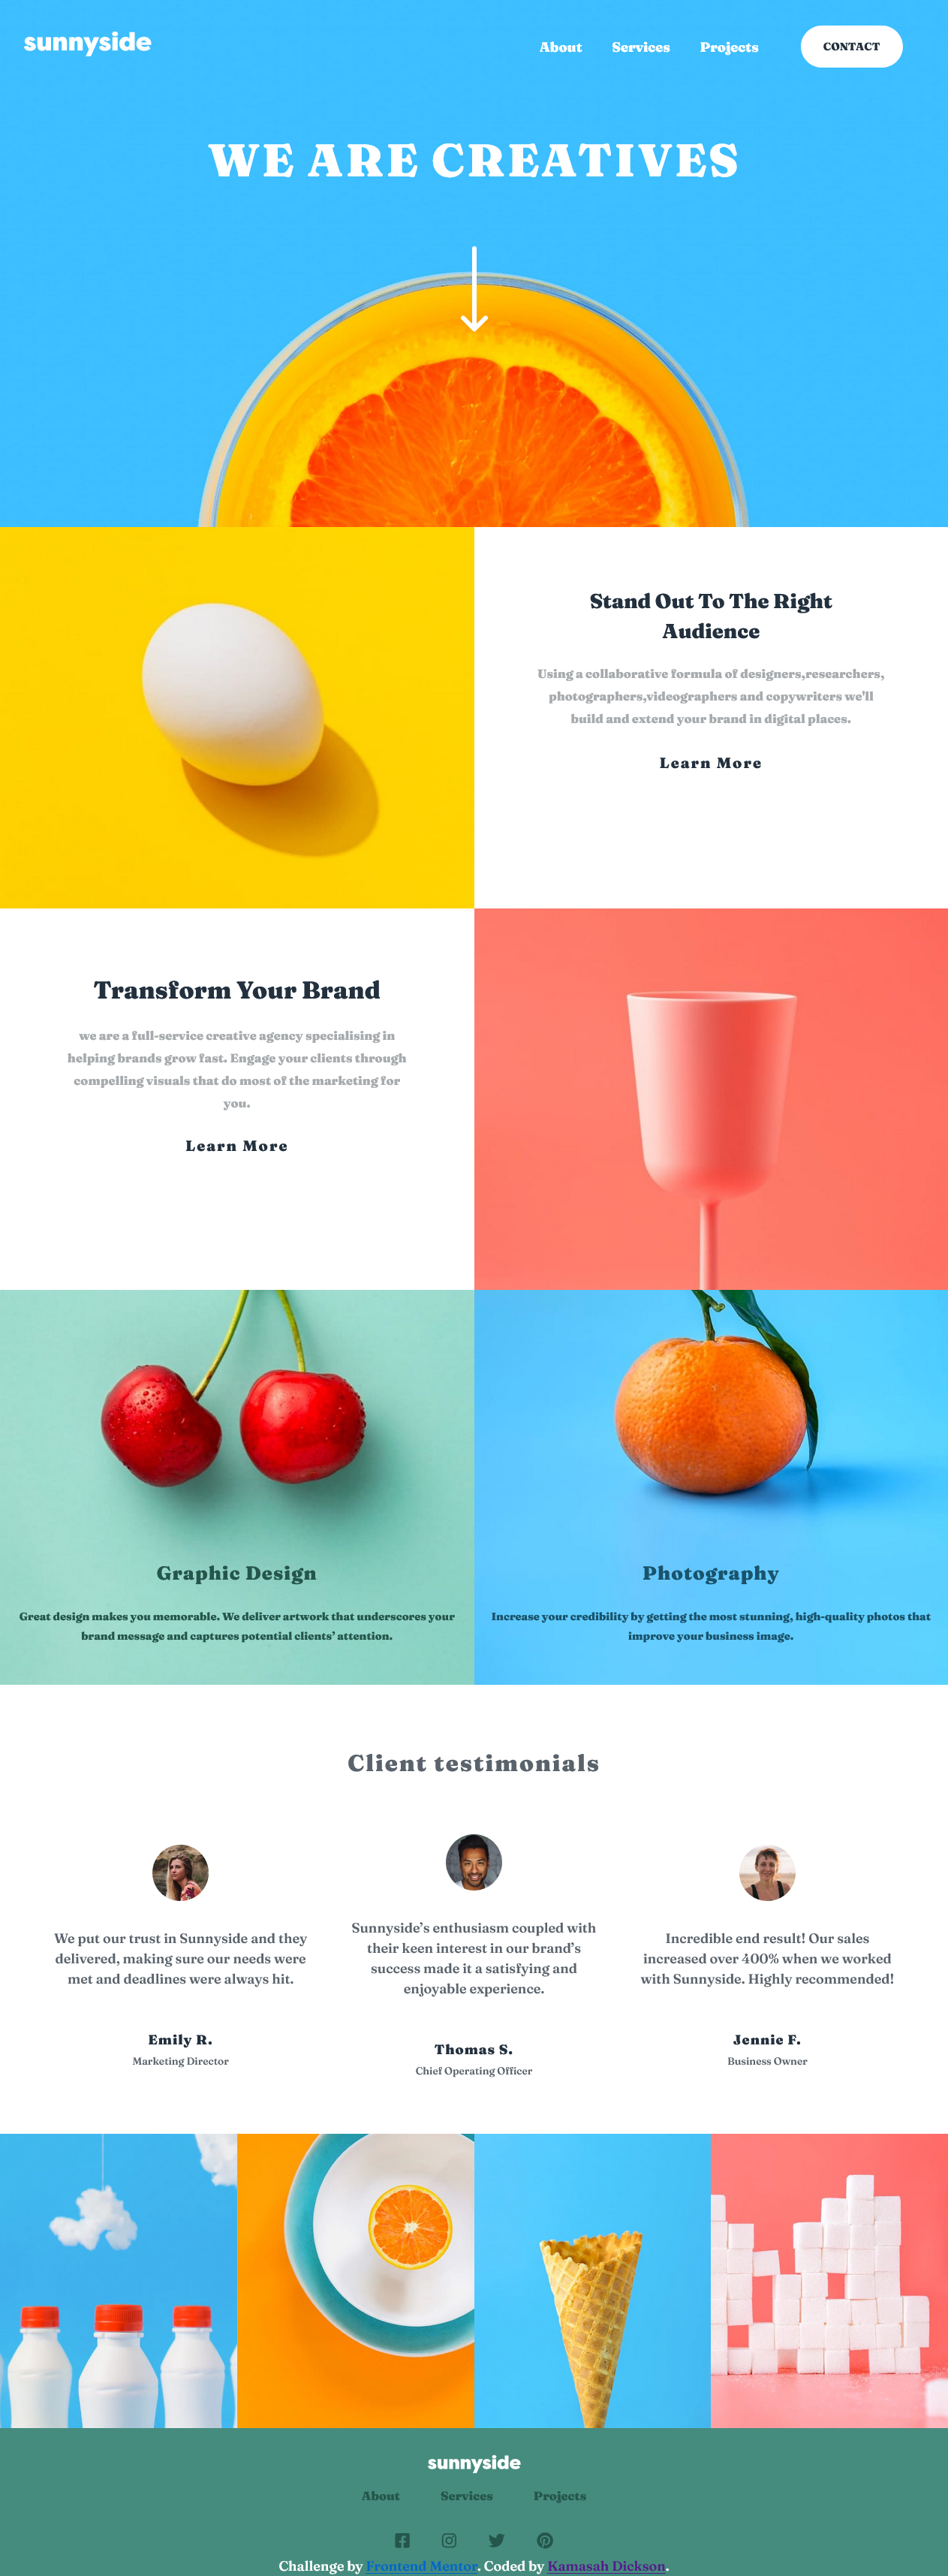 sunnyside
About Services Projects CONTACT
WE ARE CREATIVES
Stand Out To The Right
Audience
Using a collaborative formula of designers,researchers,
photographers,videographers and copywriters we'll
build and extend your brand in digital places.
Learn More
Transform Your Brand
we are a full-service creative agency specialising in
helping brands grow fast. Engage your clients through
compelling visuals that do most of the marketing for
you.
Learn More
Graphic Design
Great design makes you memorable. We deliver artwork that underscores your
brand message and captures potential clients’ attention.
Photography
Increase your credibility by getting the most stunning, high-quality photos that
improve your business image.
Client testimonials
We put our trust in Sunnyside and they
delivered, making sure our needs were
met and deadlines were always hit.
Emily R.
Marketing Director
Sunnyside’s enthusiasm coupled with
their keen interest in our brand’s
success made it a satisfying and
enjoyable experience.
Thomas S.
Chief Operating Officer
Incredible end result! Our sales
increased over 400% when we worked
with Sunnyside. Highly recommended!
Jennie F.
Business Owner
sunnyside
About Services Projects
Challenge by Frontend Mentor. Coded by Kamasah Dickson.